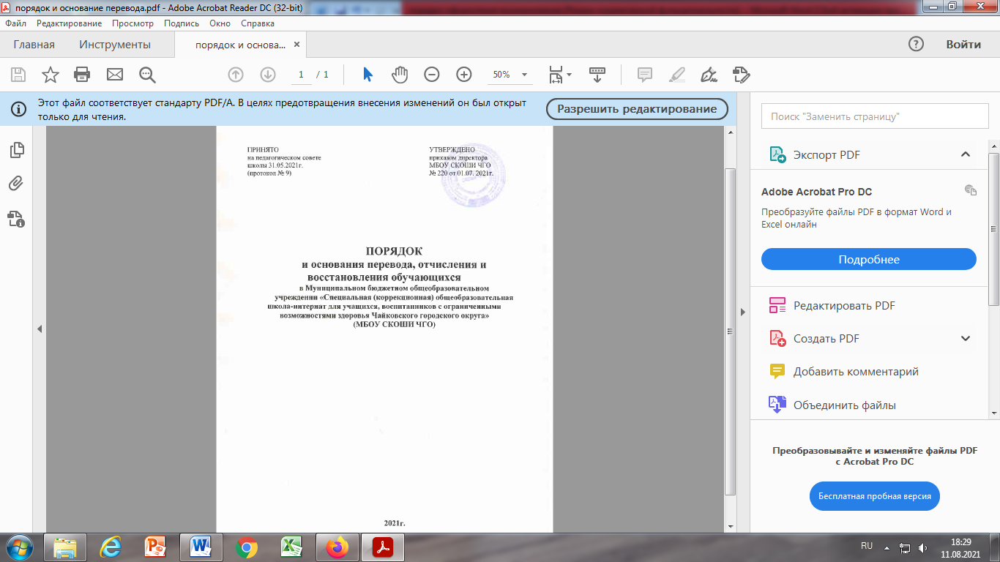 порядок и основание перевода.pdf - Adobe Acrobat Reader DC (32-bit)
Файл Редактирование Просмотр Подпись Окно Справка
Главная Инструменты порядок и основа... × Войти
1 / 1 50%
Этот файл соответствует стандарту PDF/A. В целях предотвращения внесения изменений он был открыт
только для чтения.
Разрешить редактирование
ПРИНЯТО
на педагогическом совете
школы 31.05.2021г.
(протокол № 9)
УТВЕРЖДЕНО
приказом директора
МБОУ СКОШИ ЧГО
№ 220 от 01.07. 2021г.
ПОРЯДОК
и основания перевода, отчисления и
восстановления обучающихся
в Муниципальном бюджетном общеобразовательном
учреждении «Специальная (коррекционная) общеобразовательная
школа-интернат для учащихся, воспитанников с ограниченными
возможностями здоровья Чайковского городского округа»
(МБОУ СКОШИ ЧГО)
2021г.
Поиск "Заменить страницу"
Экспорт PDF
Adobe Acrobat Pro DC
Преобразуйте файлы PDF в формат Word и
Excel онлайн
Подробнее
Редактировать PDF
Создать PDF
Добавить комментарий
Объединить файлы
Преобразовывайте и изменяйте файлы PDF
с Acrobat Pro DC
Бесплатная пробная версия
RU
18:29
11.08.2021